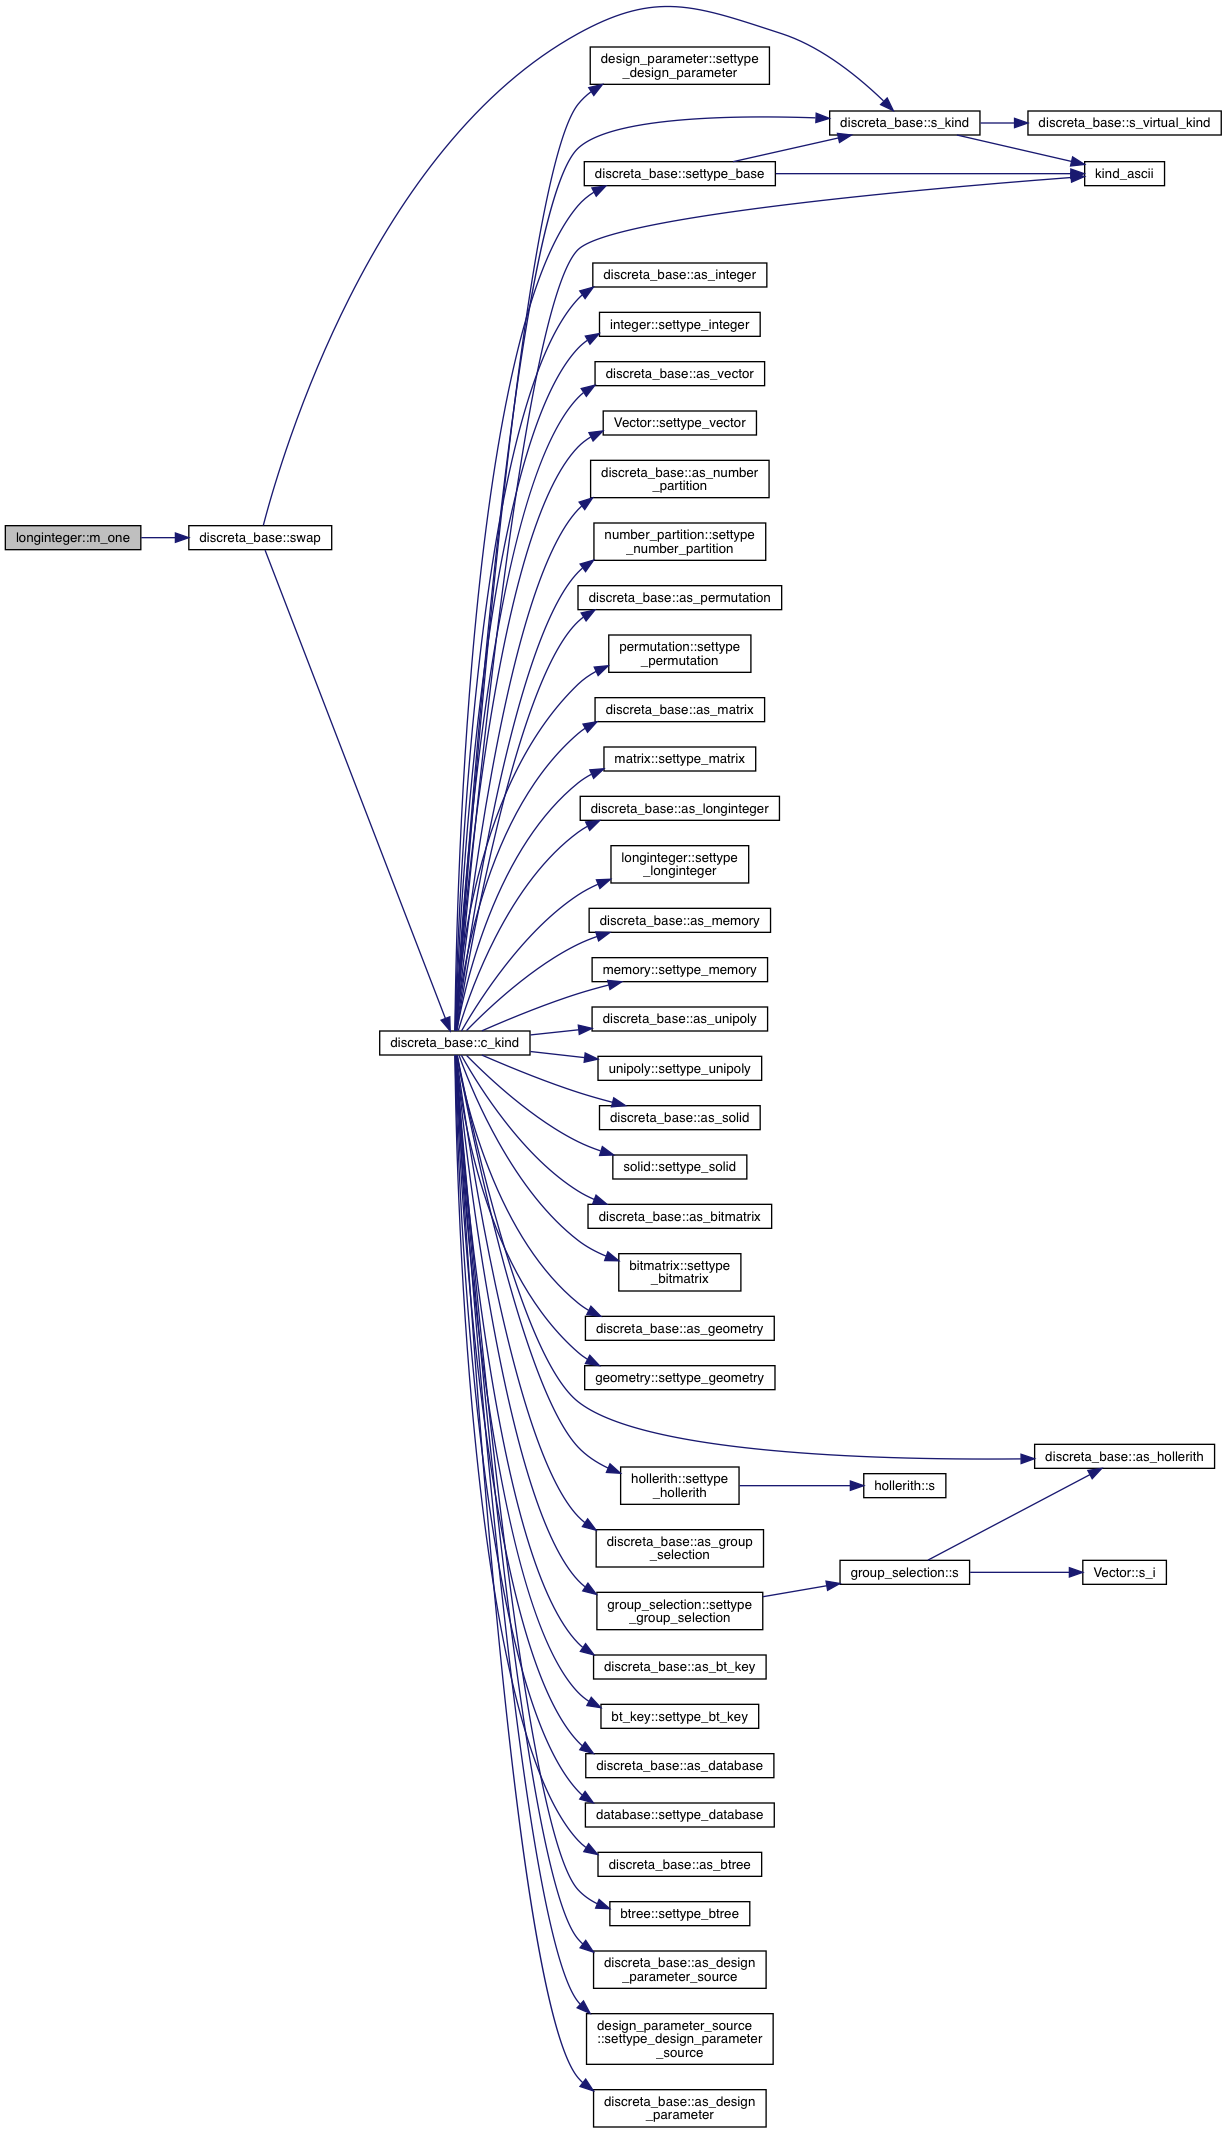 design_parameter::settype
_design_parameter
discreta_base::s_kind
discreta_base::s_virtual_kind
discreta_base::settype_base
kind_ascii
discreta_base::as_integer
integer::settype_integer
discreta_base::as_vector
Vector::settype_vector
discreta_base::as_number
_partition
longinteger::m_one
discreta_base::swap
number_partition::settype
_number_partition
discreta_base::as_permutation
permutation::settype
_permutation
discreta_base::as_matrix
matrix::settype_matrix
discreta_base::as_longinteger
longinteger::settype
_longinteger
discreta_base::as_memory
memory::settype_memory
discreta_base::as_unipoly
discreta_base::c_kind
unipoly::settype_unipoly
discreta_base::as_solid
solid::settype_solid
discreta_base::as_bitmatrix
bitmatrix::settype
_bitmatrix
discreta_base::as_geometry
geometry::settype_geometry
discreta_base::as_hollerith
hollerith::settype
_hollerith
hollerith::s
discreta_base::as_group
_selection
group_selection::s
Vector::s_i
group_selection::settype
_group_selection
discreta_base::as_bt_key
bt_key::settype_bt_key
discreta_base::as_database
database::settype_database
discreta_base::as_btree
btree::settype_btree
discreta_base::as_design
_parameter_source
design_parameter_source
::settype_design_parameter
_source
discreta_base::as_design
_parameter